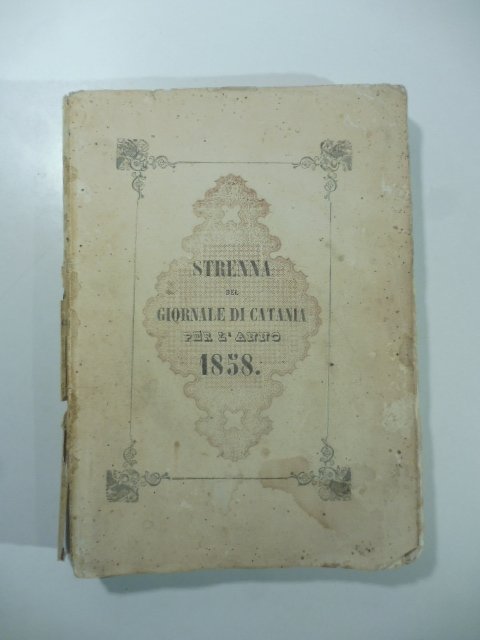 STRENNA
DEL
GIORNALE DI CATANIA
PER L'ANNO
1858.